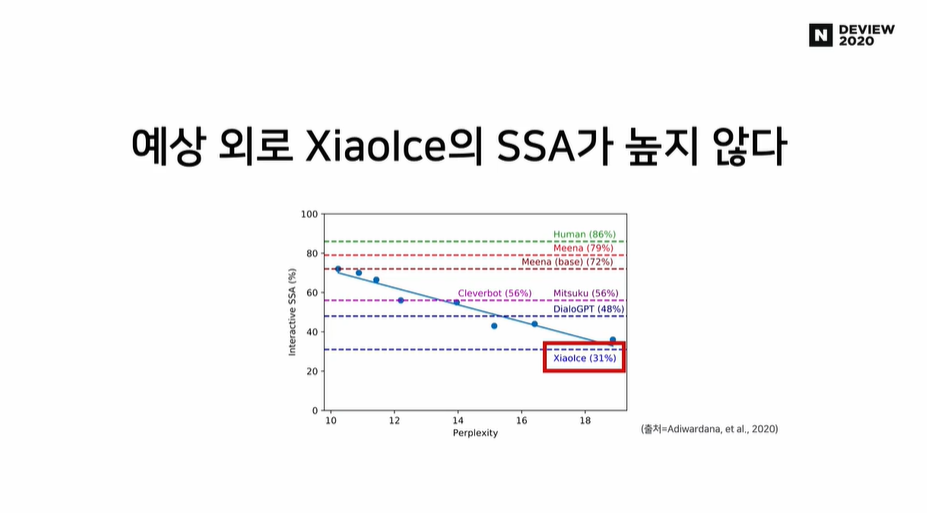 N DEVIEW
2020
예상 외로 XiaoIce의 SSA가 높지 않다
100
80
60
40
20
0
Interactive SSA (%)
Human (86%)
Meena (79%)
Meena (base) (72%)
Cleverbot (56%) Mitsuku (56%)
DialoGPT (48%)
XiaoIce (31%)
10 12 14 16 18
Perplexity
(출처=Adiwardana, et al., 2020)